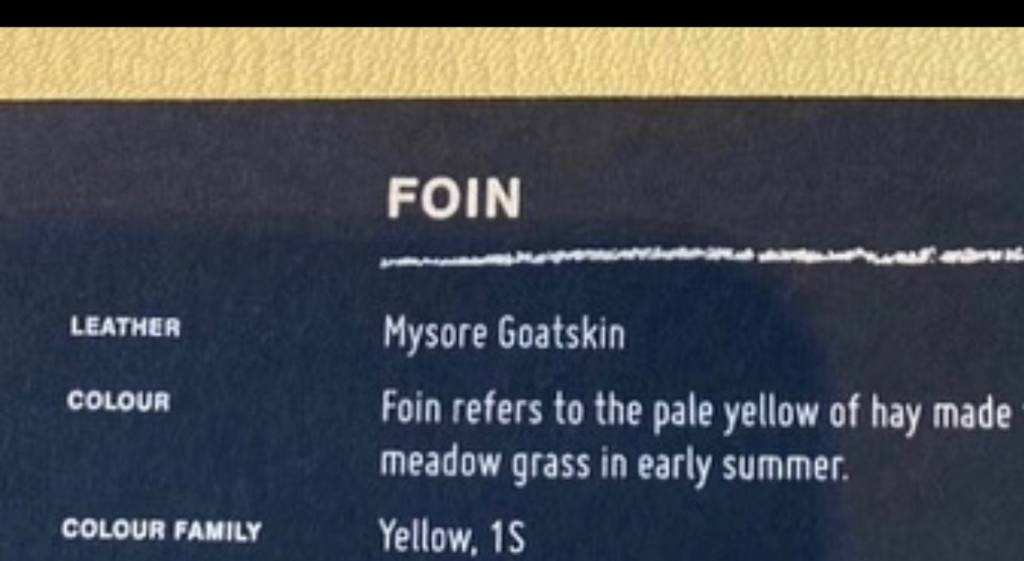 FOIN
LEATHER Mysore Goatskin
COLOUR Foin refers to the pale yellow of hay made
meadow grass in early summer.
COLOUR FAMILY Yellow, 1S